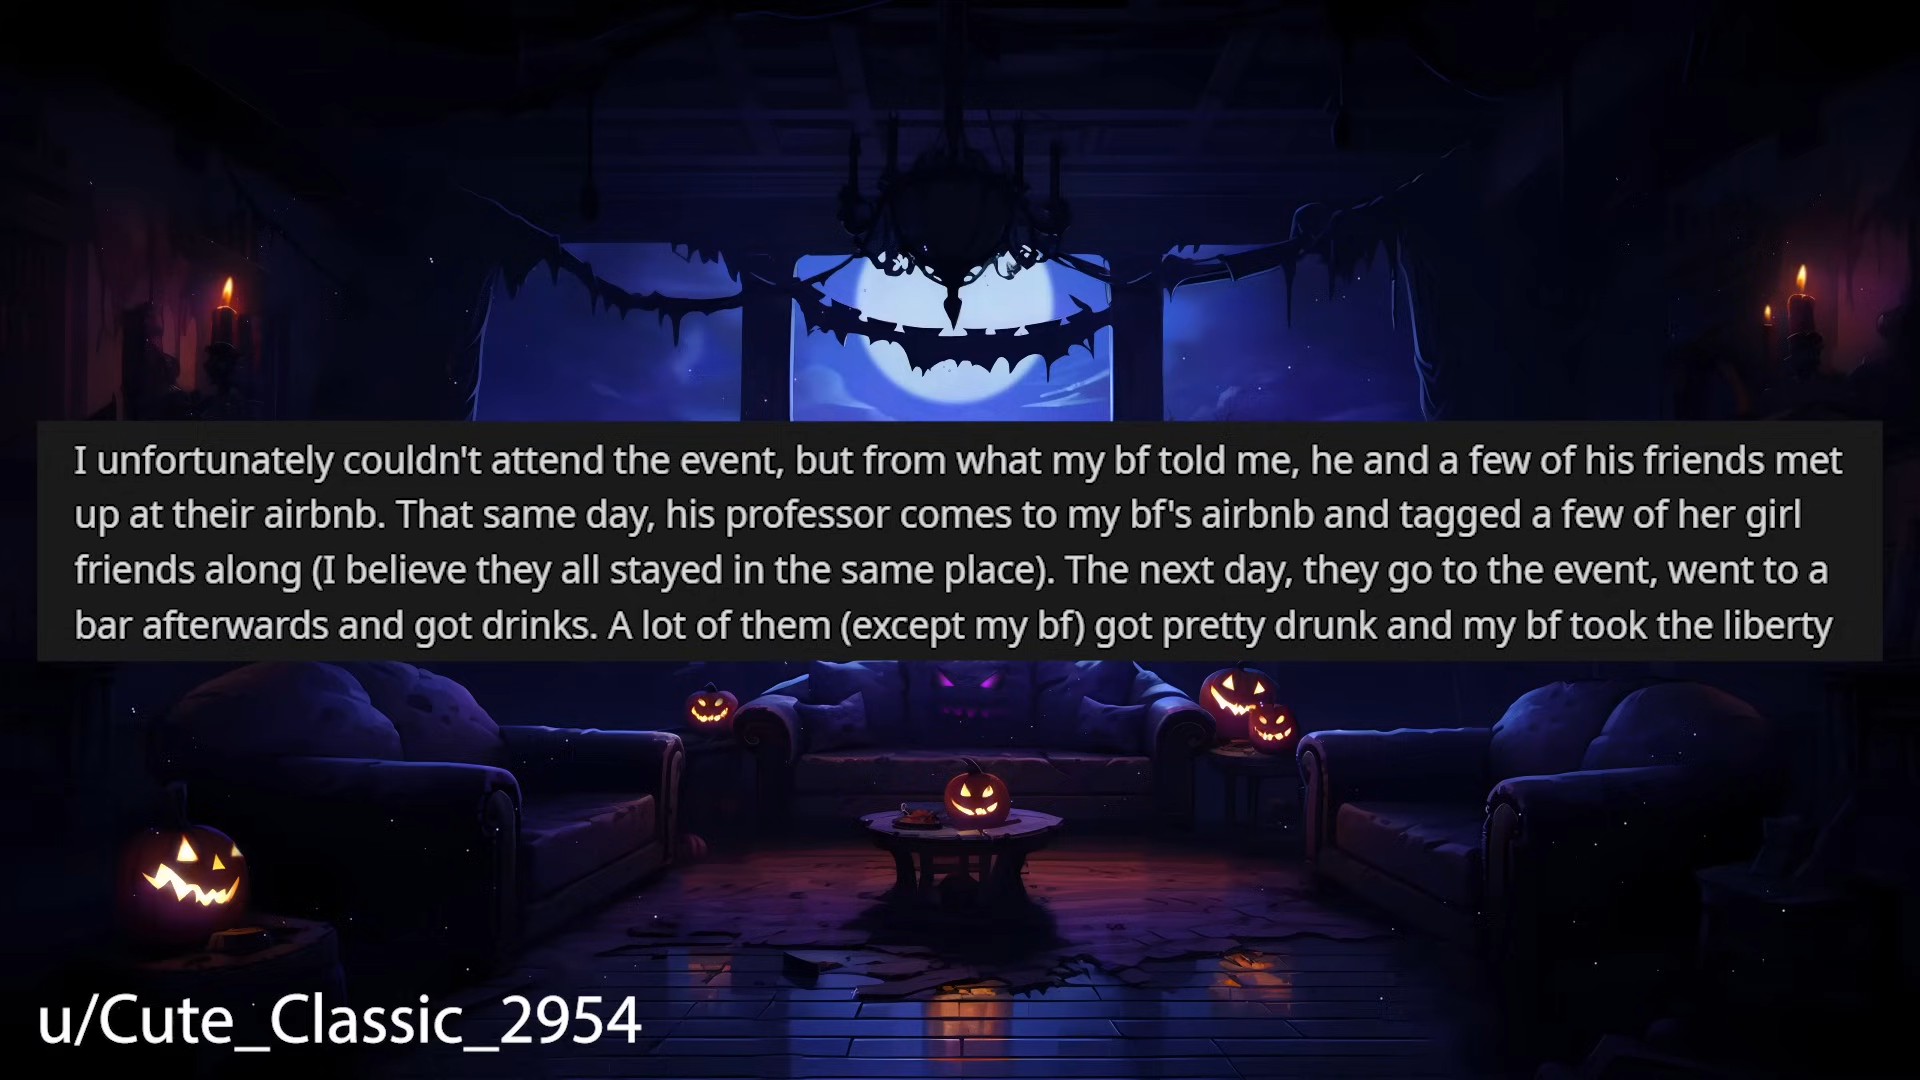 I unfortunately couldn't attend the event, but from what my bf told me, he and a few of his friends met
up at their airbnb. That same day, his professor comes to my bf's airbnb and tagged a few of her girl
friends along (I believe they all stayed in the same place). The next day, they go to the event, went to a
bar afterwards and got drinks. A lot of them (except my bf) got pretty drunk and my bf took the liberty
u/Cute_Classic_2954